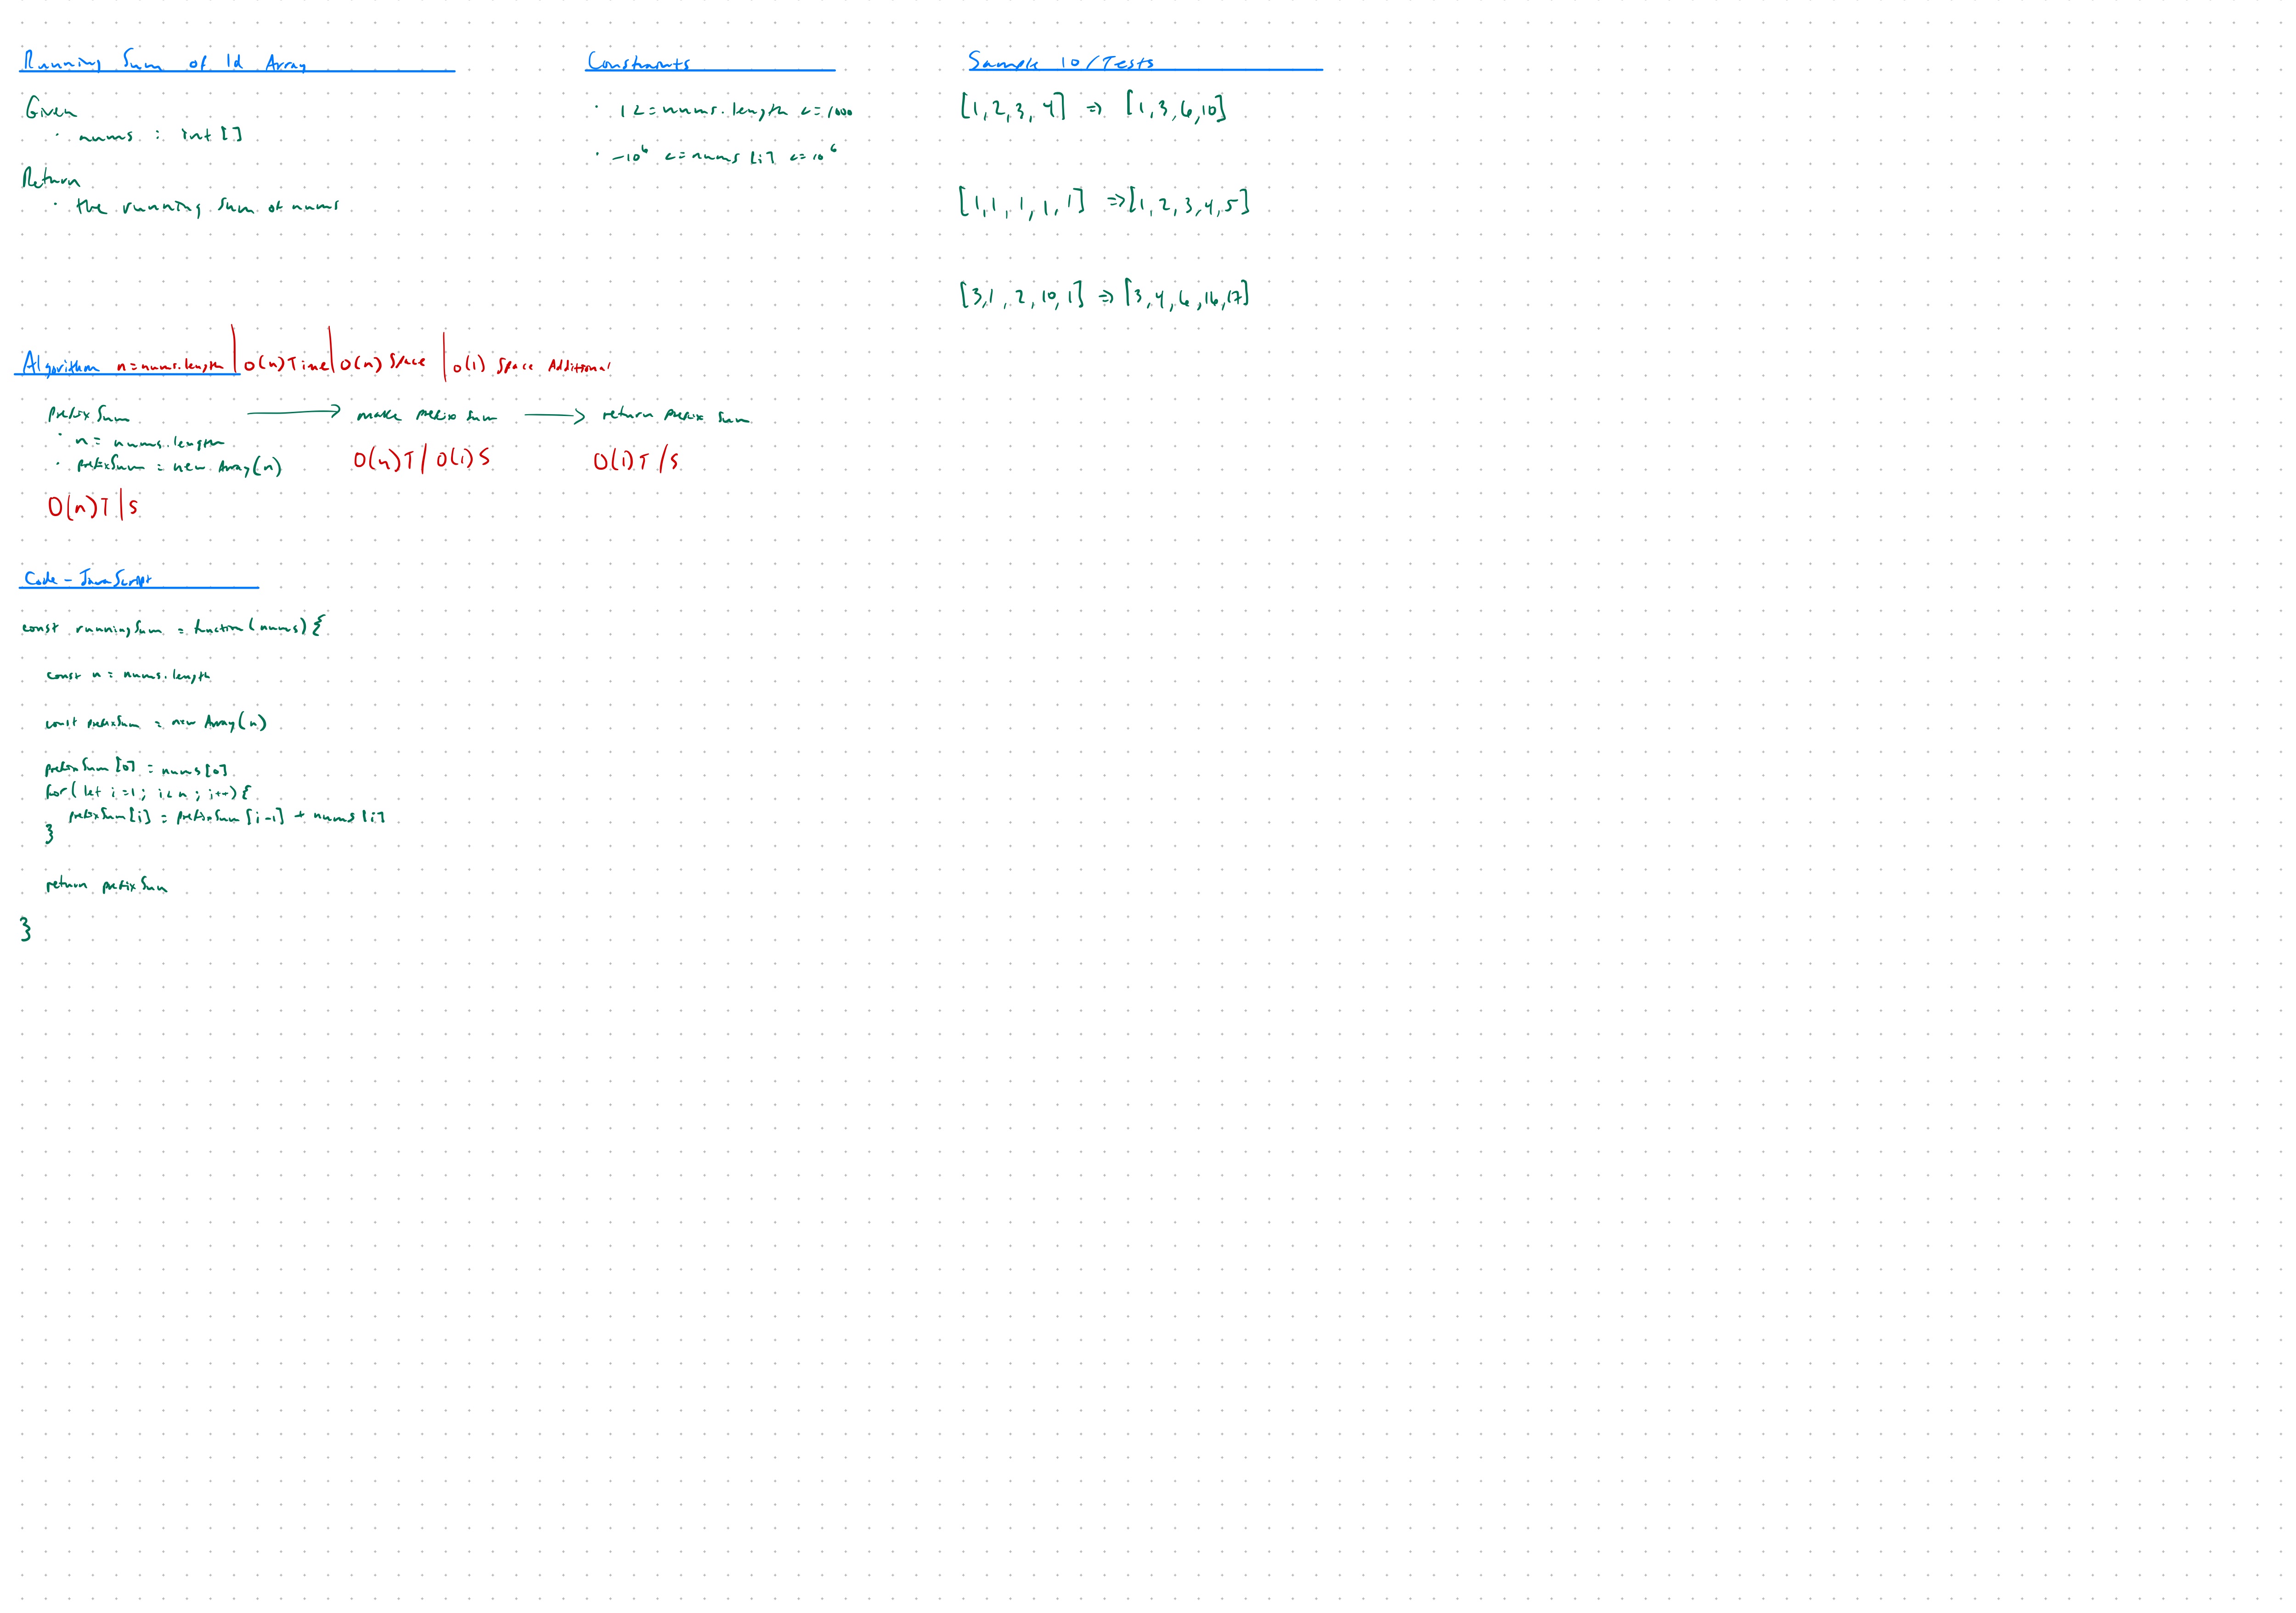 Running Sum of 1d Array
Given
· nums : int []
Return
· the running sum of nums
Constraints
· 1 <= nums.length <= 1000
· -10^6 <= nums[i] <= 10^6
Sample IO/Tests
[1, 2, 3, 4] => [1, 3, 6, 10]
[1, 1, 1, 1, 1] => [1, 2, 3, 4, 5]
[3, 1, 2, 10, 1] => [3, 4, 6, 16, 17]
Algorithm n = nums.length | O(n) Time | O(n) Space | O(1) Space Additional
prefix Sum → make prefix sum → return prefix sum
· n = nums.length
· prefixSum = new Array(n)
O(n) T | S
O(n) T / O(1) S
O(1) T / S
Code - JavaScript
const runningSum = function(nums) {
const n = nums.length
const prefixSum = new Array(n)
prefixSum[0] = nums[0]
for( let i = 1; i < n; i++) {
prefixSum[i] = prefixSum[i-1] + nums[i]
}
return prefixSum
}